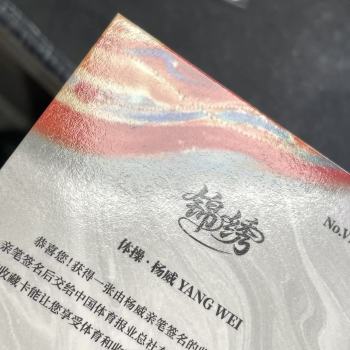 锦绣
No.V
体操·杨威 YANG WEI
恭喜您!获得一张由杨威亲笔签名的
亲笔签名后交给中国体育报业总社
收藏卡能让您享受体育和收